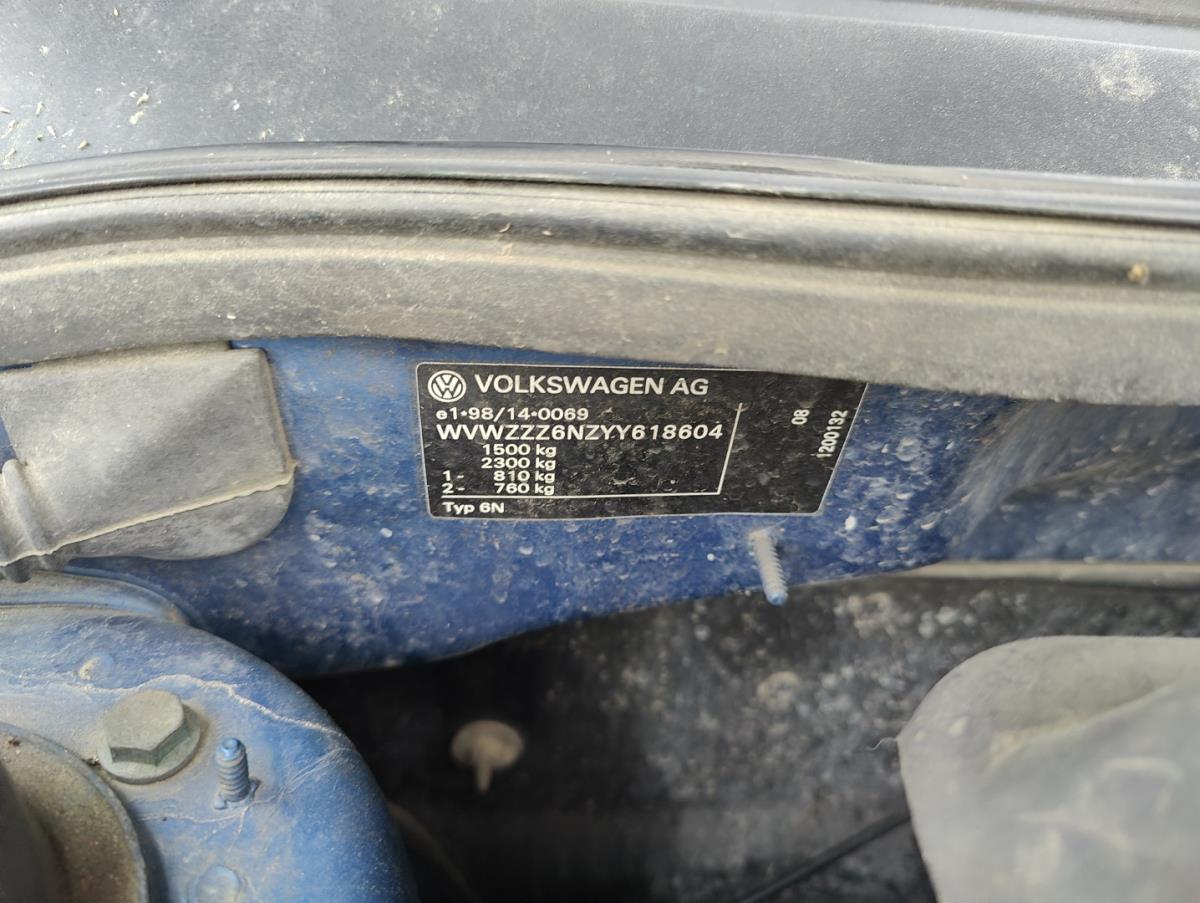 VOLKSWAGEN AG
e1•98/14•0069
WVWZZZ6NZYY618604
1500 kg
2300 kg
1 - 810 kg
2 - 760 kg
Typ 6N
08
1200132